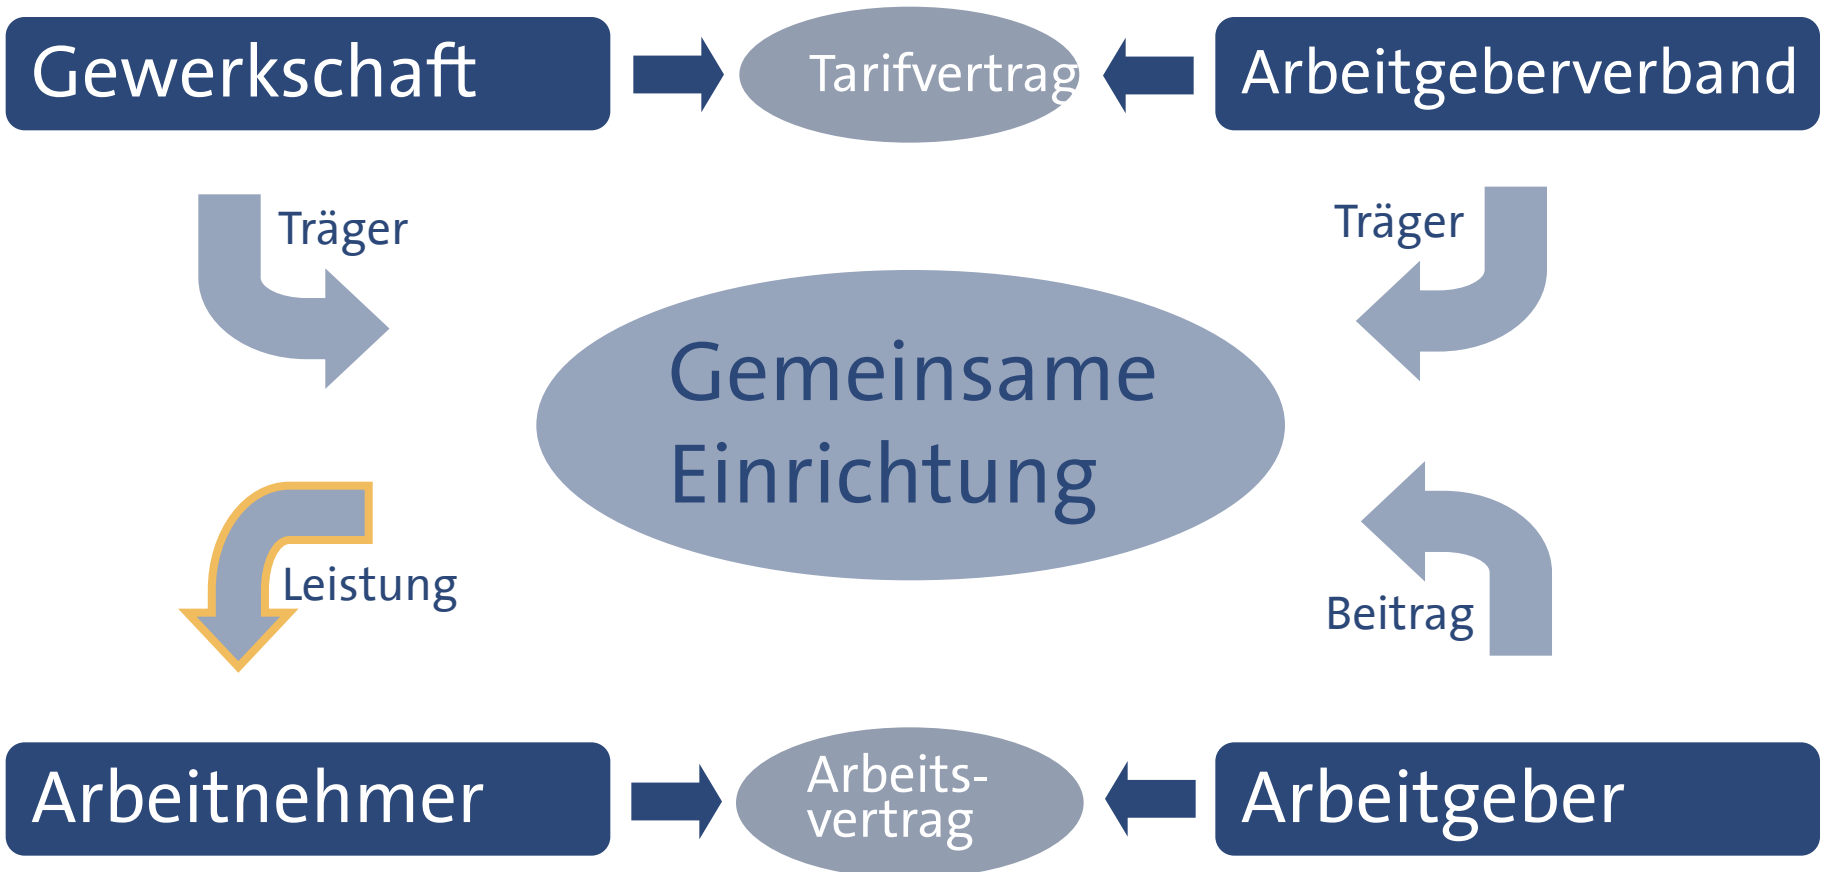 Gewerkschaft
Tarifvertrag
Arbeitgeberverband
Träger
Träger
Gemeinsame
Einrichtung
Leistung
Beitrag
Arbeitnehmer
Arbeits-
vertrag
Arbeitgeber